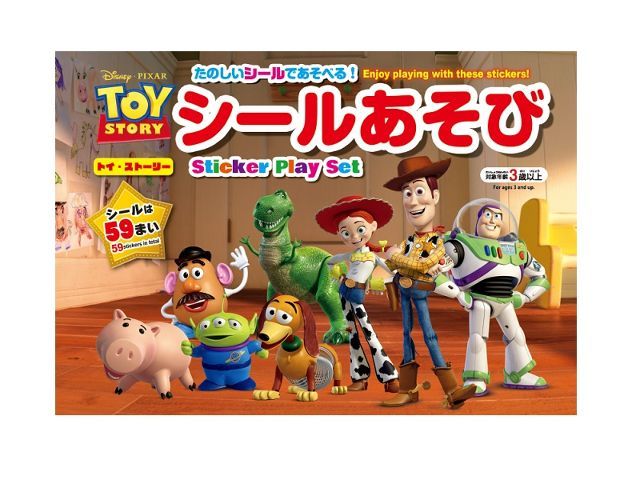 たのしいシールであそべる！ Enjoy playing with these stickers!
Disney · PIXAR
TOY
STORY
シールあそび
トイ・ストーリー
Sticker Play Set
対象年齢 3歳以上
For ages 3 and up.
シールは
59まい
59stickers in total